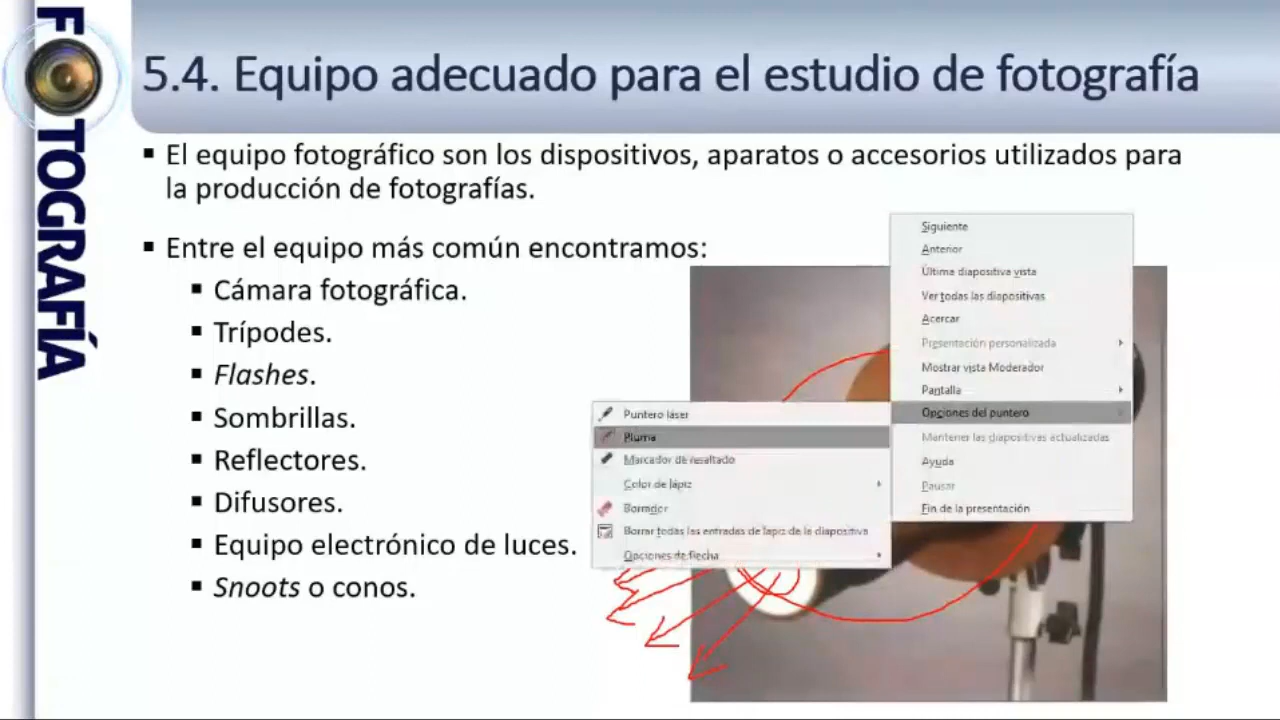 FOTOGRAFÍA
5.4. Equipo adecuado para el estudio de fotografía
▪ El equipo fotográfico son los dispositivos, aparatos o accesorios utilizados para
la producción de fotografías.
▪ Entre el equipo más común encontramos:
▪ Cámara fotográfica.
▪ Trípodes.
▪ Flashes.
▪ Sombrillas.
▪ Reflectores.
▪ Difusores.
▪ Equipo electrónico de luces.
▪ Snoots o conos.
Siguiente
Anterior
Última diapositiva vista
Ver todas las diapositivas
Acercar
Presentación personalizada
Mostrar vista Moderador
Pantalla
Opciones del puntero
Mantener las diapositivas actualizadas
Ayuda
Pausar
Fin de la presentación
Puntero láser
Pluma
Marcador de resaltado
Color de lápiz
Borrador
Borrar todas las entradas de lápiz de la diapositiva
Opciones de flecha